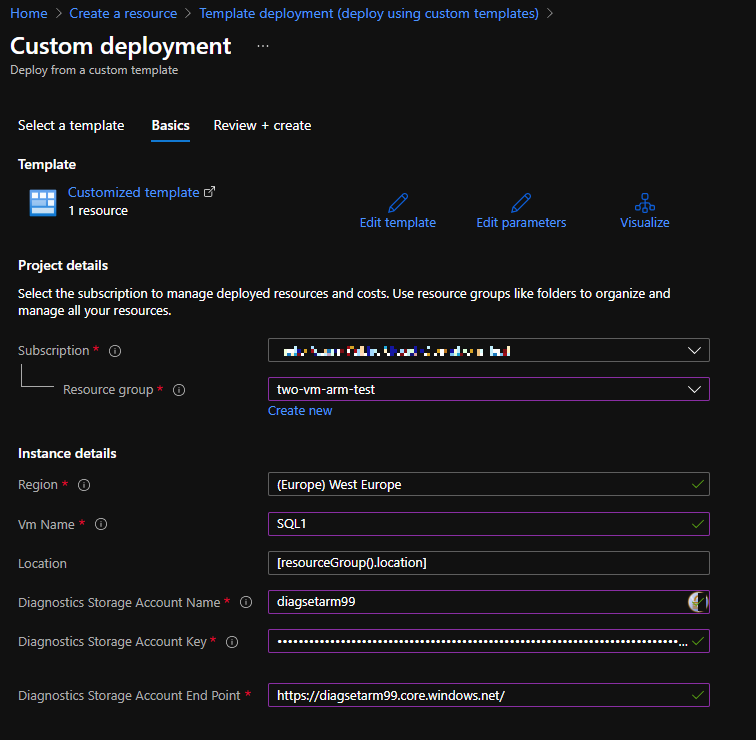 Home > Create a resource > Template deployment (deploy using custom templates) >
Custom deployment ...
Deploy from a custom template
Select a template Basics Review + create
Template
Customized template
1 resource
Edit template Edit parameters Visualize
Project details
Select the subscription to manage deployed resources and costs. Use resource groups like folders to organize and
manage all your resources.
Subscription *
Resource group * two-vm-arm-test
Create new
Instance details
Region * (Europe) West Europe
Vm Name * SQL1
Location [resourceGroup().location]
Diagnostics Storage Account Name * diagsetarm99
Diagnostics Storage Account Key * ••••••••••••••••••••••••••••••••••••••••••••••••••••••••••••••••••••••••••••••...
Diagnostics Storage Account End Point * https://diagsetarm99.core.windows.net/